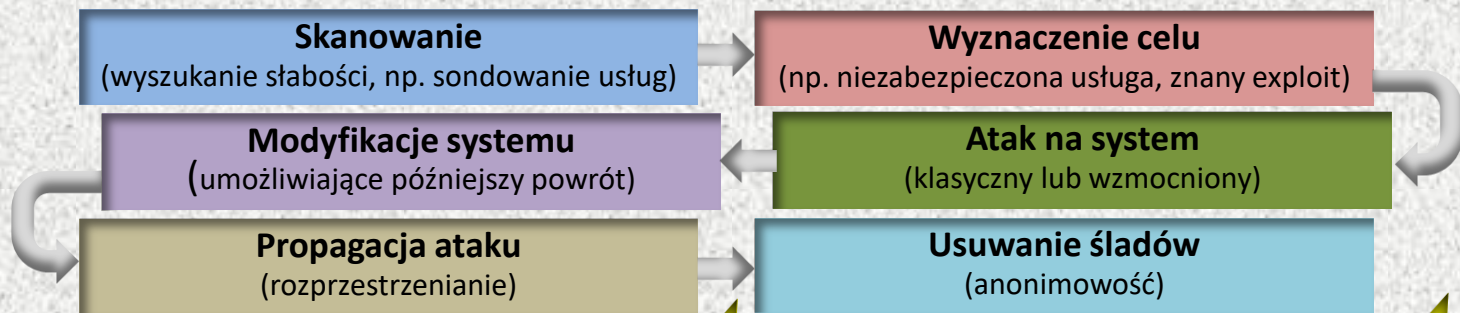 Skanowanie
(wyszukanie słabości, np. sondowanie usług)
Wyznaczenie celu
(np. niezabezpieczona usługa, znany exploit)
Atak na system
(klasyczny lub wzmocniony)
Modyfikacje systemu
(umożliwiające późniejszy powrót)
Propagacja ataku
(rozprzestrzenianie)
Usuwanie śladów
(anonimowość)